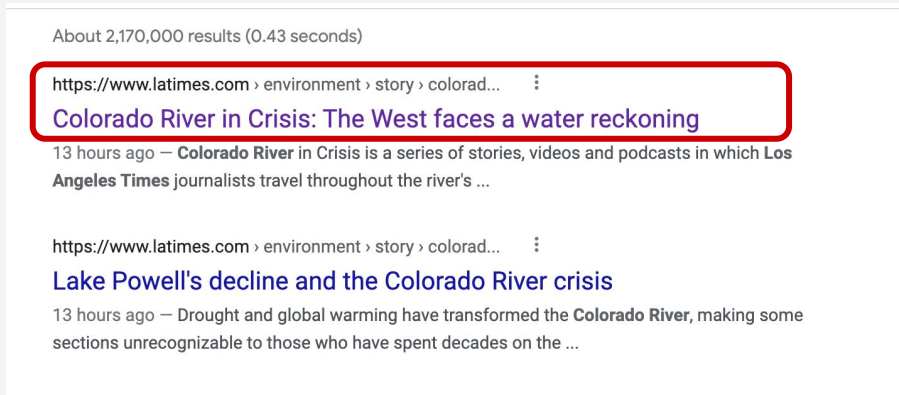 About 2,170,000 results (0.43 seconds)
https://www.latimes.com › environment › story › colorad...
Colorado River in Crisis: The West faces a water reckoning
13 hours ago — Colorado River in Crisis is a series of stories, videos and podcasts in which Los
Angeles Times journalists travel throughout the river's ...
https://www.latimes.com › environment › story › colorad...
Lake Powell's decline and the Colorado River crisis
13 hours ago — Drought and global warming have transformed the Colorado River, making some
sections unrecognizable to those who have spent decades on the ...